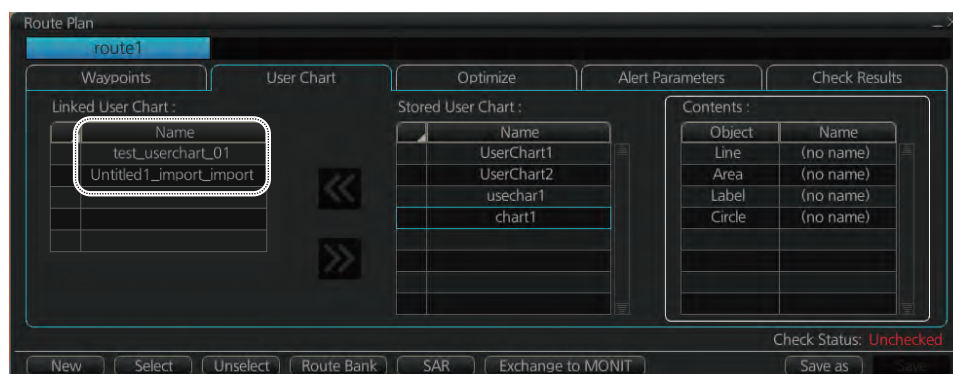 Route Plan
route1
Waypoints User Chart Optimize Alert Parameters Check Results
Linked User Chart : Stored User Chart : Contents :
Name Name Object Name
test_userchart_01 UserChart1 Line (no name)
Untitled1_import_import UserChart2 Area (no name)
usechar1 Label (no name)
chart1 Circle (no name)
Check Status: Unchecked
New Select Unselect Route Bank SAR Exchange to MONIT Save as Save